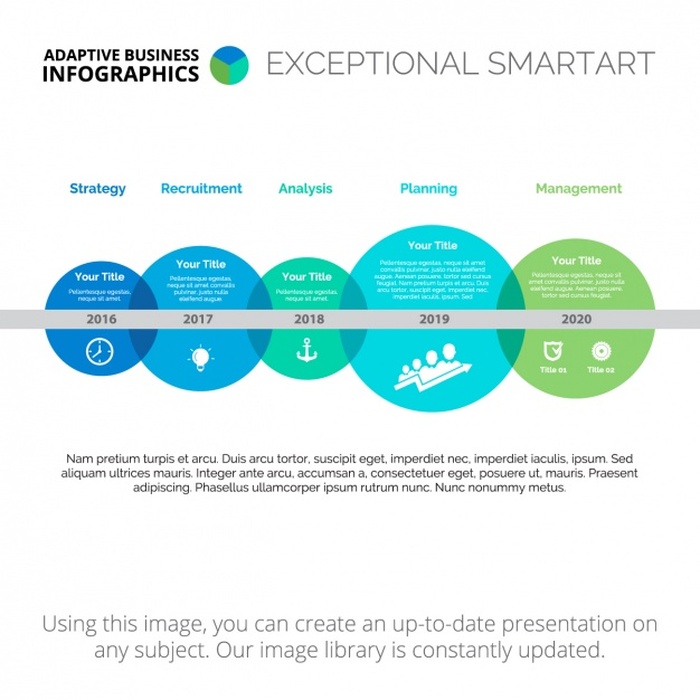 ADAPTIVE BUSINESS
INFOGRAPHICS
EXCEPTIONAL SMARTART
Strategy
Recruitment
Analysis
Planning
Management
Your Title
Pellentesque egestas,
neque sit amet.
Your Title
Pellentesque egestas,
neque sit amet convallis
pulvinar, justo nulla
eleifend augue.
Your Title
Pellentesque egestas,
neque sit amet.
Your Title
Pellentesque egestas, neque sit amet
convallis pulvinar, justo nulla eleifend
augue. Aenean posuere, ut arcu cursus
feugiat. Nam pretium turpis et arcu. Duis
arcu tortor, suscipit eget, imperdiet nec,
imperdiet iaculis, ipsum. Sed
Your Title
Pellentesque egestas,
neque sit amet convallis
pulvinar, justo nulla eleifend
augue. Aenean posuere,
tortor cursus feugiat.
2016
2017
2018
2019
2020
Title 01
Title 02
Nam pretium turpis et arcu. Duis arcu tortor, suscipit eget, imperdiet nec, imperdiet iaculis, ipsum. Sed
aliquam ultrices mauris. Integer ante arcu, accumsan a, consectetuer eget, posuere ut, mauris. Praesent
adipiscing. Phasellus ullamcorper ipsum rutrum nunc. Nunc nonummy metus.
Using this image, you can create an up-to-date presentation on
any subject. Our image library is constantly updated.